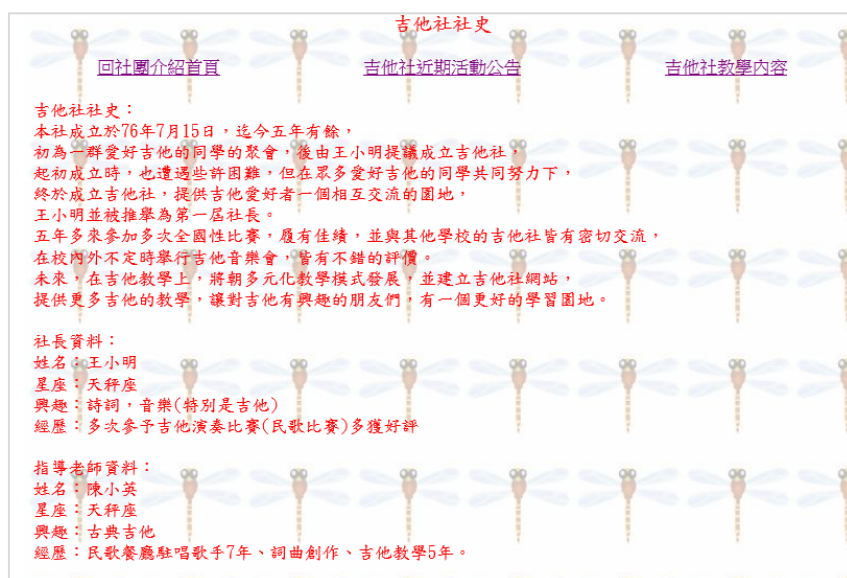 吉他社社史
回社團介紹首頁 吉他社近期活動公告 吉他社教學內容
吉他社社史：
本社成立於76年7月15日，迄今五年有餘，
初為一群愛好吉他的同學的聚會，後由王小明提議成立吉他社，
起初成立時，也遭遇些許困難，但在眾多愛好吉他的同學共同努力下，
終於成立吉他社，提供吉他愛好者一個相互交流的園地，
王小明並被推舉為第一屆社長。
五年多來參加多次全國性比賽，履有佳績，並與其他學校的吉他社皆有密切交流，
在校內外不定時舉行吉他音樂會，皆有不錯的評價。
未來，在吉他教學上，將朝多元化教學模式發展，並建立吉他社網站，
提供更多吉他的教學，讓對吉他有興趣的朋友們，有一個更好的學習園地。
社長資料：
姓名：王小明
星座：天秤座
興趣：詩詞，音樂(特別是吉他)
經歷：多次參予吉他演奏比賽(民歌比賽)多獲好評
指導老師資料：
姓名：陳小英
星座：天秤座
興趣：古典吉他
經歷：民歌餐廳駐唱歌手7年、詞曲創作、吉他教學5年。